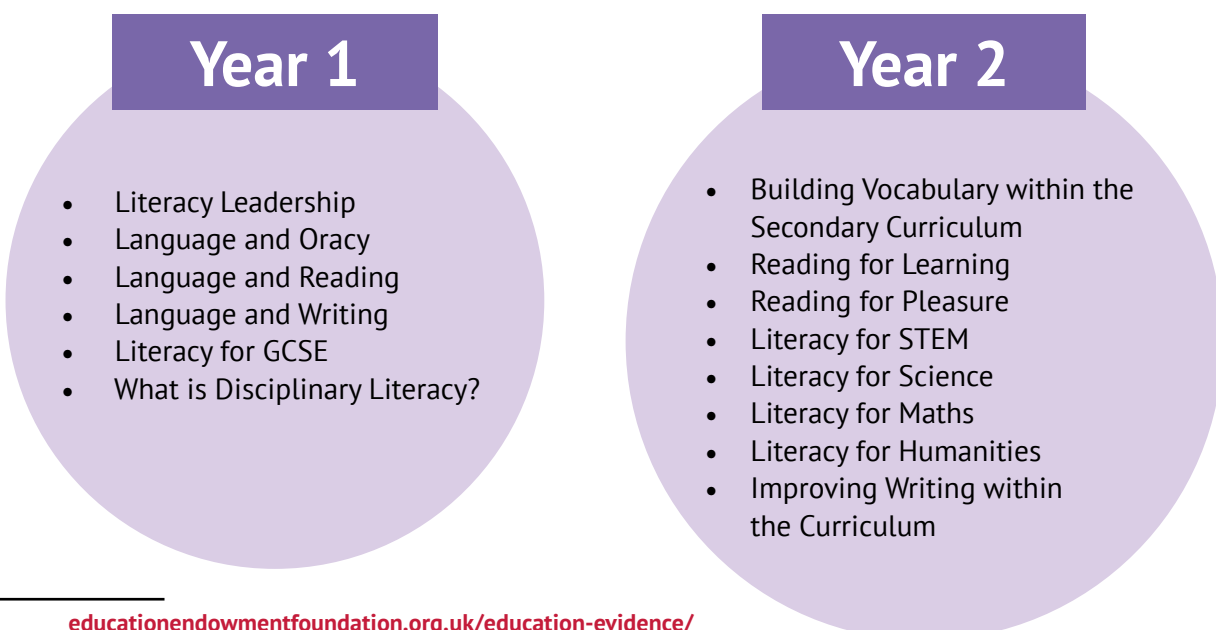 Year 1
• Literacy Leadership
• Language and Oracy
• Language and Reading
• Language and Writing
• Literacy for GCSE
• What is Disciplinary Literacy?
Year 2
• Building Vocabulary within the
Secondary Curriculum
• Reading for Learning
• Reading for Pleasure
• Literacy for STEM
• Literacy for Science
• Literacy for Maths
• Literacy for Humanities
• Improving Writing within
the Curriculum
educationendowmentfoundation.org.uk/education-evidence/